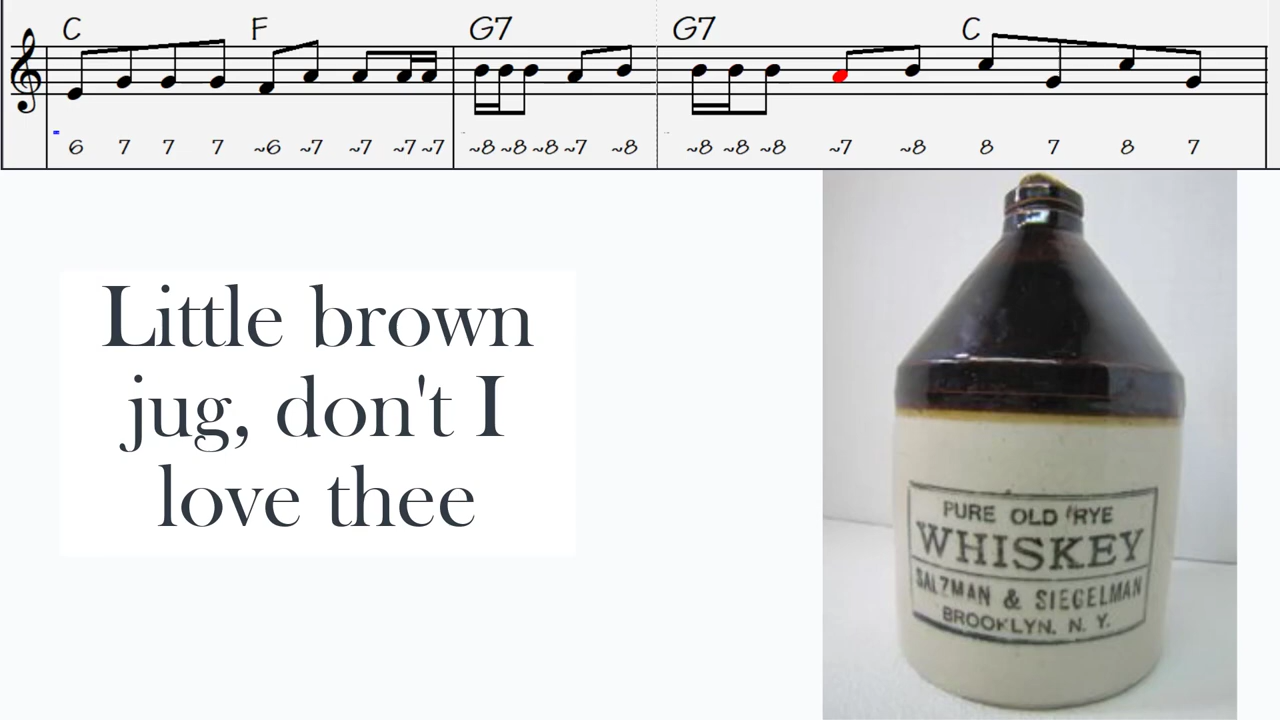 C F G7 G7 C
6 7 7 7 ~6 ~7 ~7 ~7 ~7 ~8 ~8 ~8 ~7 ~8 ~8 ~8 ~8 ~7 ~8 8 7 8 7
Little brown
jug, don't I
love thee
PURE OLD RYE
WHISKEY
SALZMAN & SIEGELMAN
BROOKLYN. N. Y.